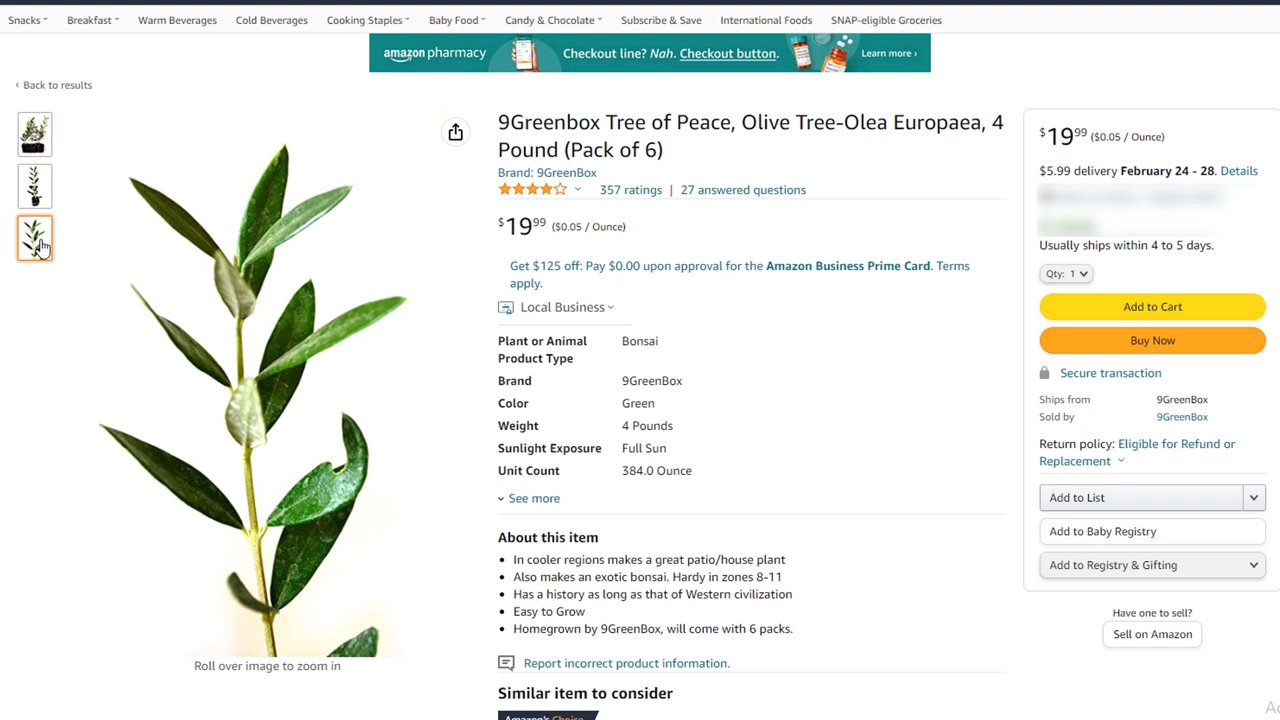 Snacks
Breakfast
Warm Beverages
Cold Beverages
Cooking Staples
Baby Food
Candy & Chocolate
Subscribe & Save
International Foods
SNAP-eligible Groceries
amazon pharmacy
Checkout line? Nah. Checkout button.
Learn more ›
‹ Back to results
9Greenbox Tree of Peace, Olive Tree-Olea Europaea, 4
Pound (Pack of 6)
Brand: 9GreenBox
357 ratings | 27 answered questions
$19⁹⁹ ($0.05 / Ounce)
Get $125 off: Pay $0.00 upon approval for the Amazon Business Prime Card. Terms
apply.
Local Business
Plant or Animal Bonsai
Product Type
Brand 9GreenBox
Color Green
Weight 4 Pounds
Sunlight Exposure Full Sun
Unit Count 384.0 Ounce
See more
About this item
• In cooler regions makes a great patio/house plant
• Also makes an exotic bonsai. Hardy in zones 8-11
• Has a history as long as that of Western civilization
• Easy to Grow
• Homegrown by 9GreenBox, will come with 6 packs.
Report incorrect product information.
Similar item to consider
Amazon's Choice
Roll over image to zoom in
$19⁹⁹ ($0.05 / Ounce)
$5.99 delivery February 24 - 28. Details
Usually ships within 4 to 5 days.
Qty: 1
Add to Cart
Buy Now
Secure transaction
Ships from 9GreenBox
Sold by 9GreenBox
Return policy: Eligible for Refund or
Replacement
Add to List
Add to Baby Registry
Add to Registry & Gifting
Have one to sell?
Sell on Amazon